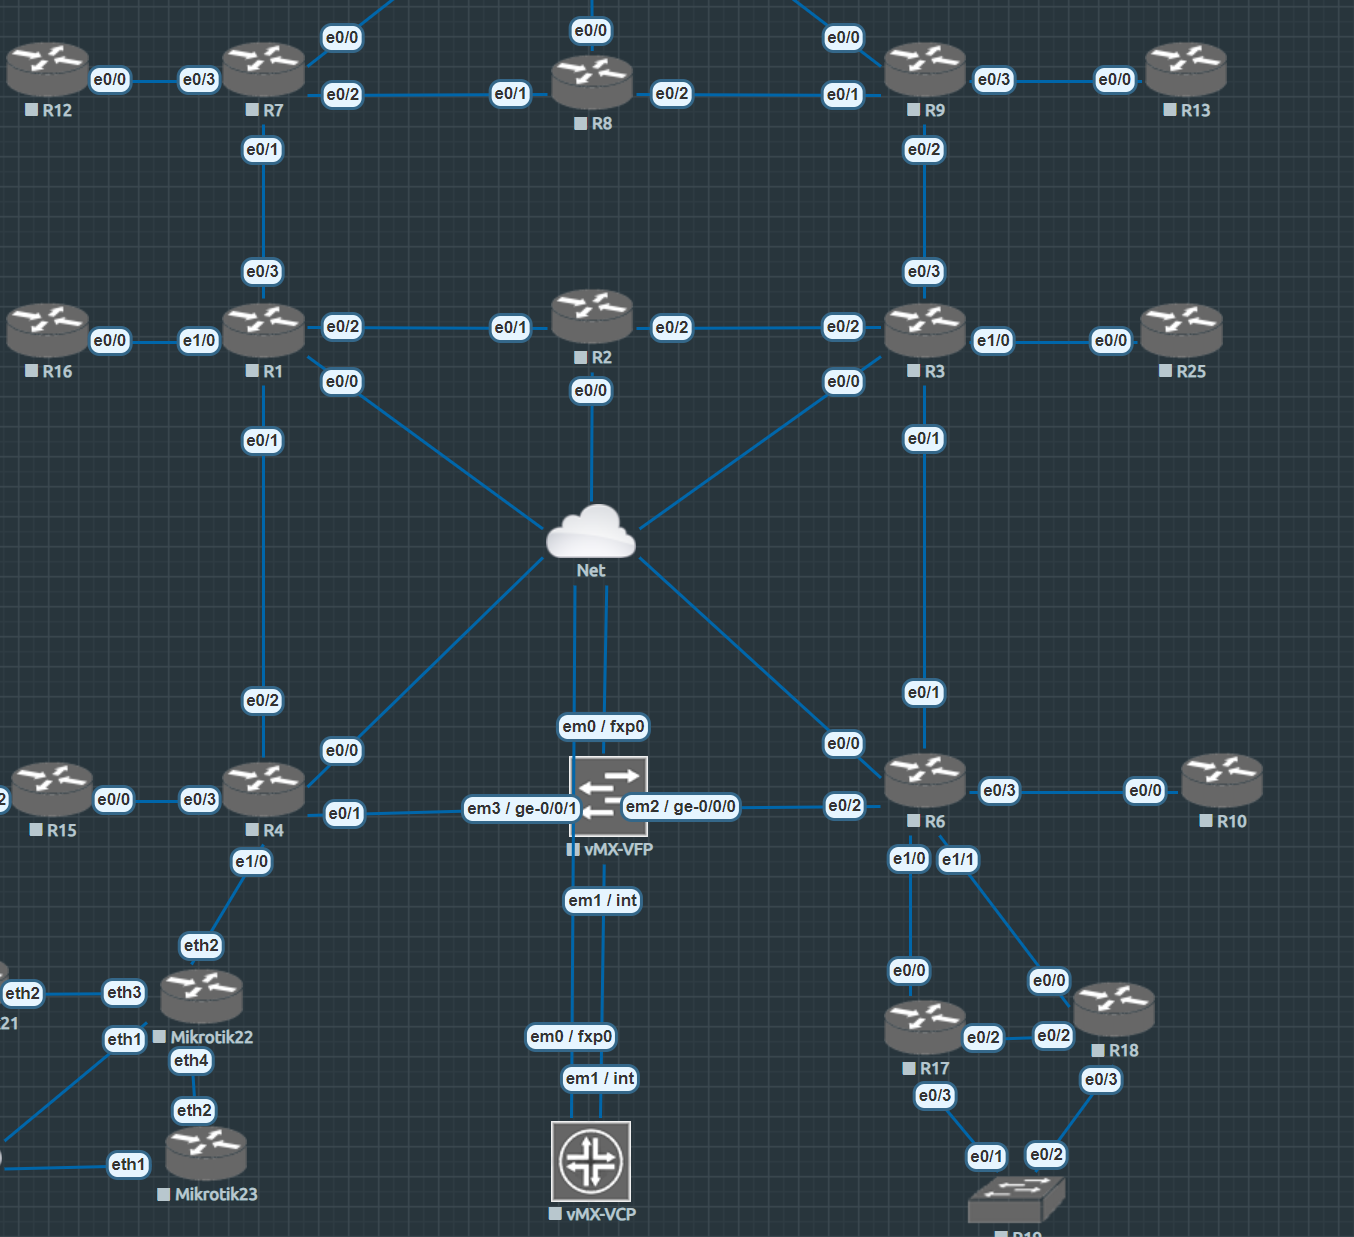 e0/0
e0/0
e0/0
e0/0
e0/3
e0/3
e0/0
e0/2
e0/1
e0/2
e0/1
R12
R7
R8
R9
R13
e0/1
e0/2
e0/3
e0/3
e0/0
e1/0
e0/2
e0/1
e0/2
e0/2
e1/0
e0/0
R16
R1
R2
R3
R25
e0/0
e0/0
e0/0
e0/1
e0/1
Net
e0/2
e0/1
em0 / fxp0
e0/0
e0/0
2
e0/0
e0/3
e0/1
em3 / ge-0/0/1
em2 / ge-0/0/0
e0/2
e0/3
e0/0
R15
R4
vMX-VFP
R6
R10
e1/0
e1/0
e1/1
em1 / int
eth2
e0/0
e0/0
eth2
eth3
21
Mikrotik22
eth1
eth4
em0 / fxp0
e0/2
e0/2
R17
R18
em1 / int
e0/3
e0/3
eth2
eth1
e0/1
e0/2
Mikrotik23
vMX-VCP